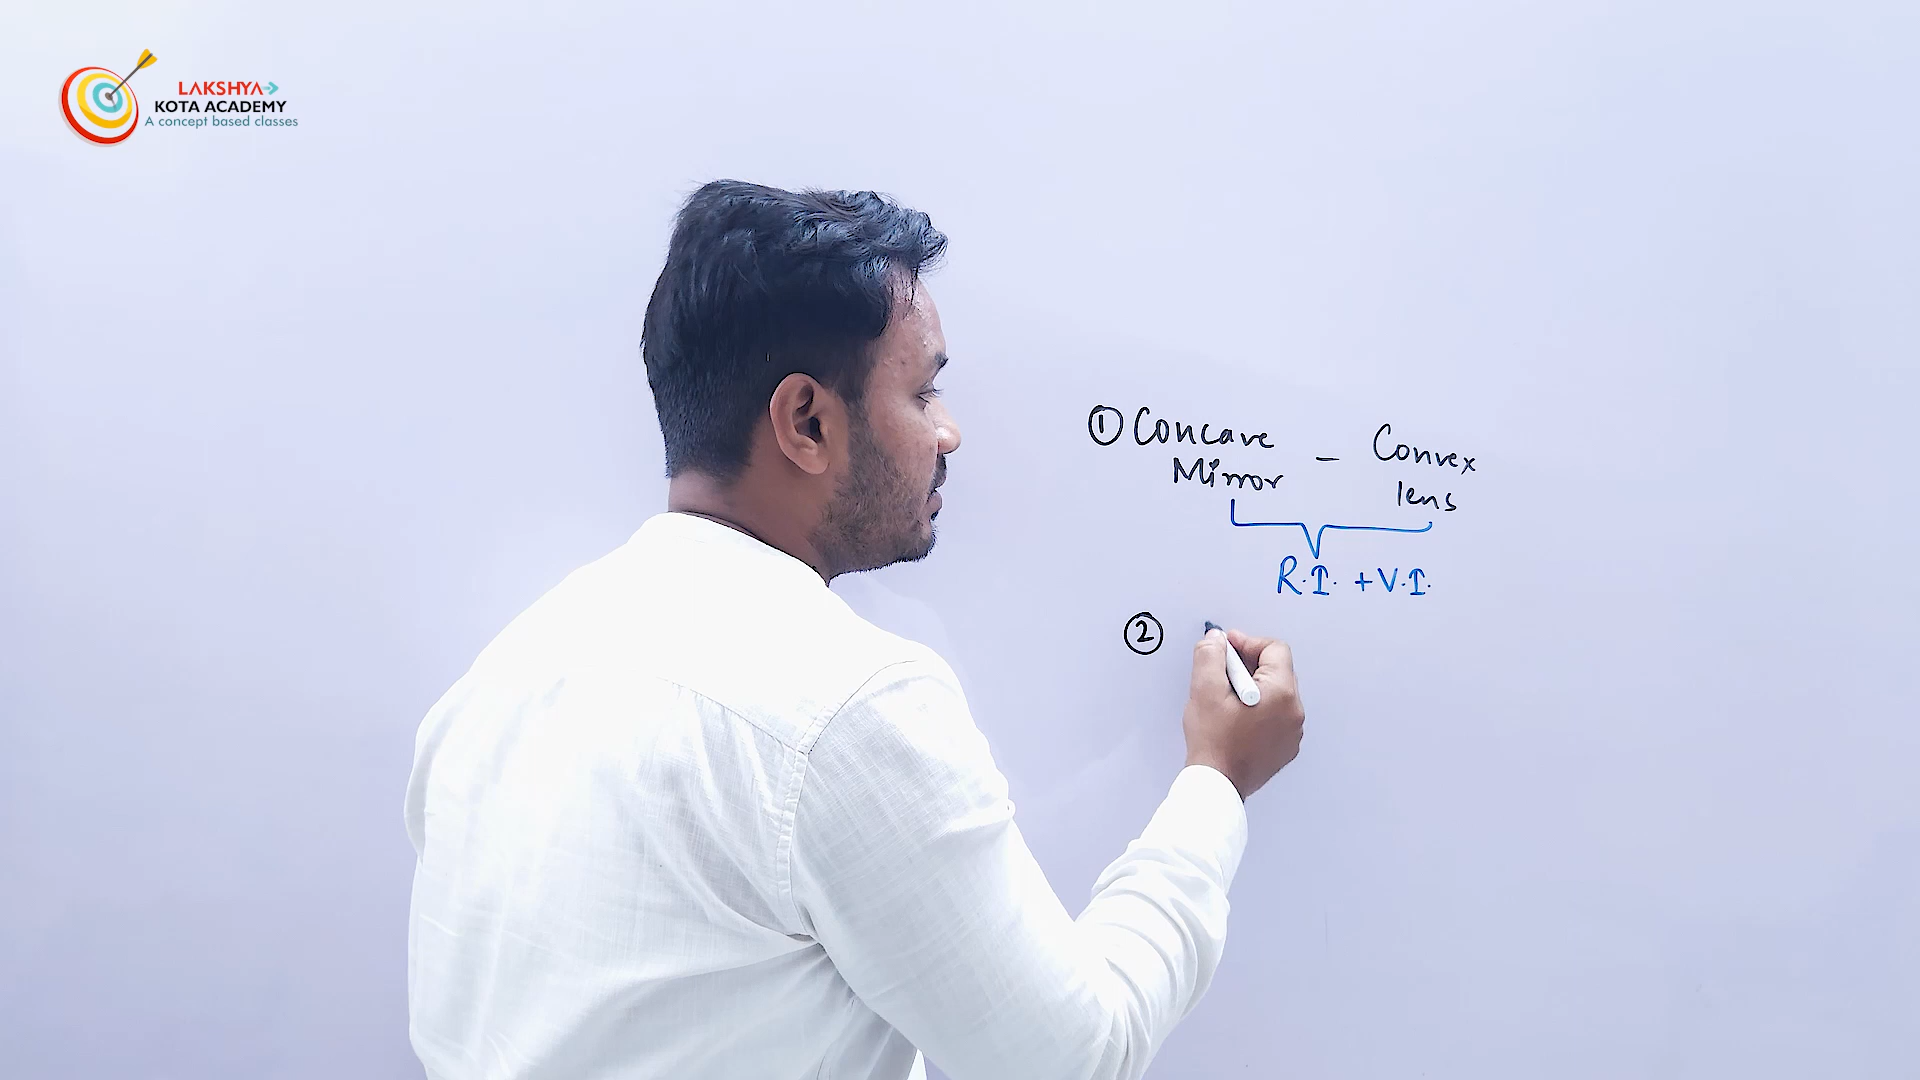 LAKSHYA
KOTA ACADEMY
A concept based classes
① Concave – Convex
Mirror lens
R.I. + V.I.
②